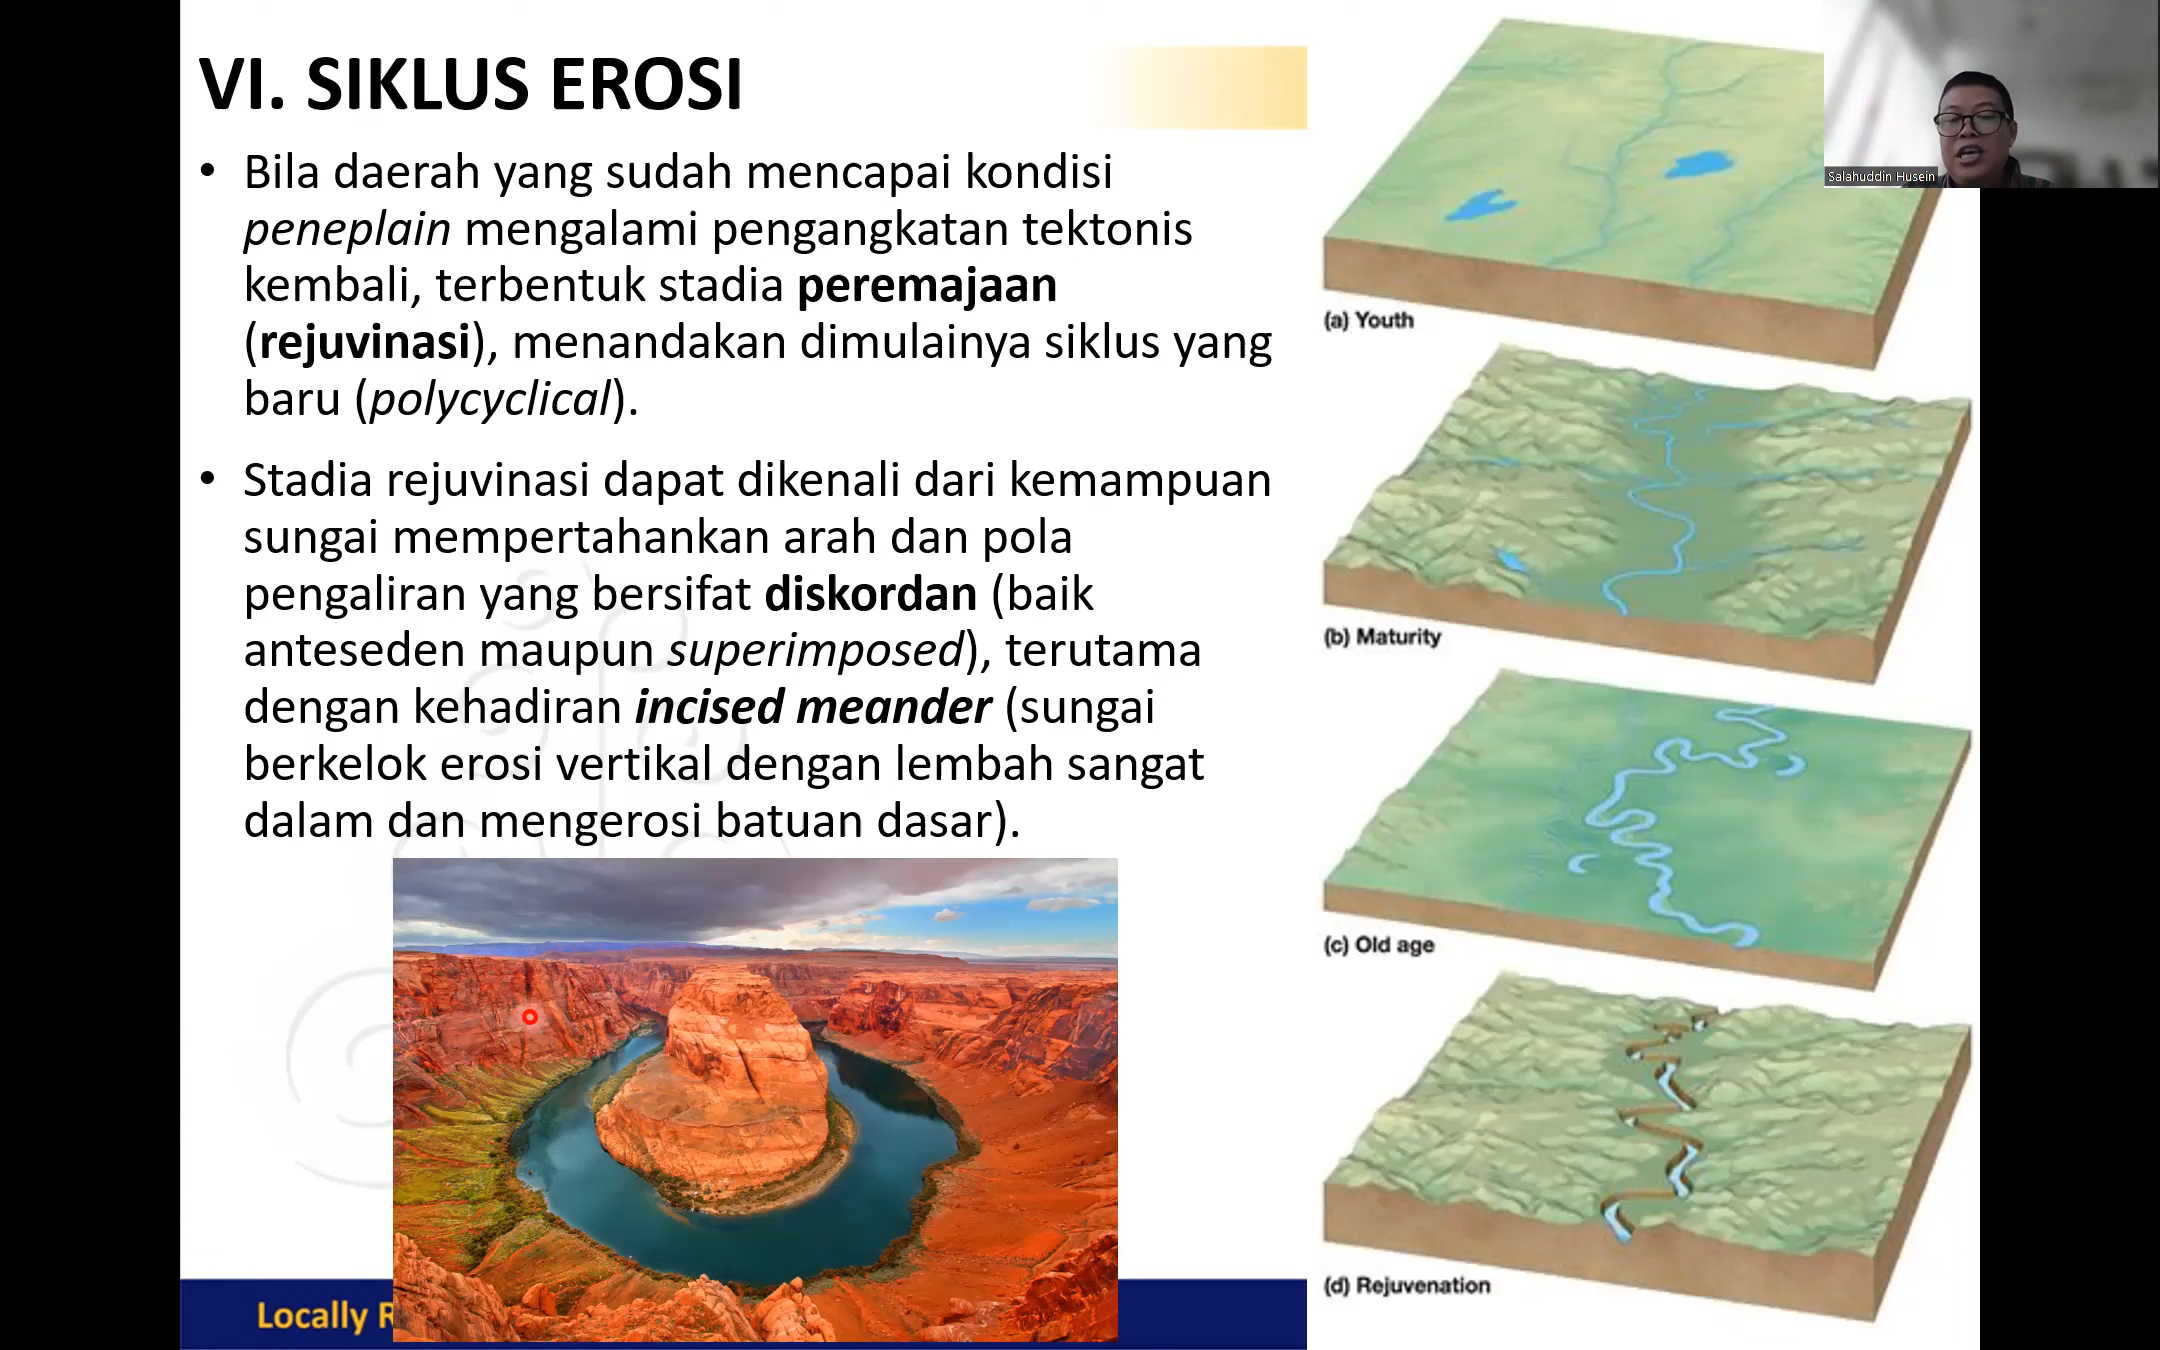 VI. SIKLUS EROSI
• Bila daerah yang sudah mencapai kondisi
peneplain mengalami pengangkatan tektonis
kembali, terbentuk stadia peremajaan
(rejuvinasi), menandakan dimulainya siklus yang
baru (polycyclical).
• Stadia rejuvinasi dapat dikenali dari kemampuan
sungai mempertahankan arah dan pola
pengaliran yang bersifat diskordan (baik
anteseden maupun superimposed), terutama
dengan kehadiran incised meander (sungai
berkelok erosi vertikal dengan lembah sangat
dalam dan mengerosi batuan dasar).
Locally R
(a) Youth
(b) Maturity
(c) Old age
(d) Rejuvenation
Salahuddin Husein